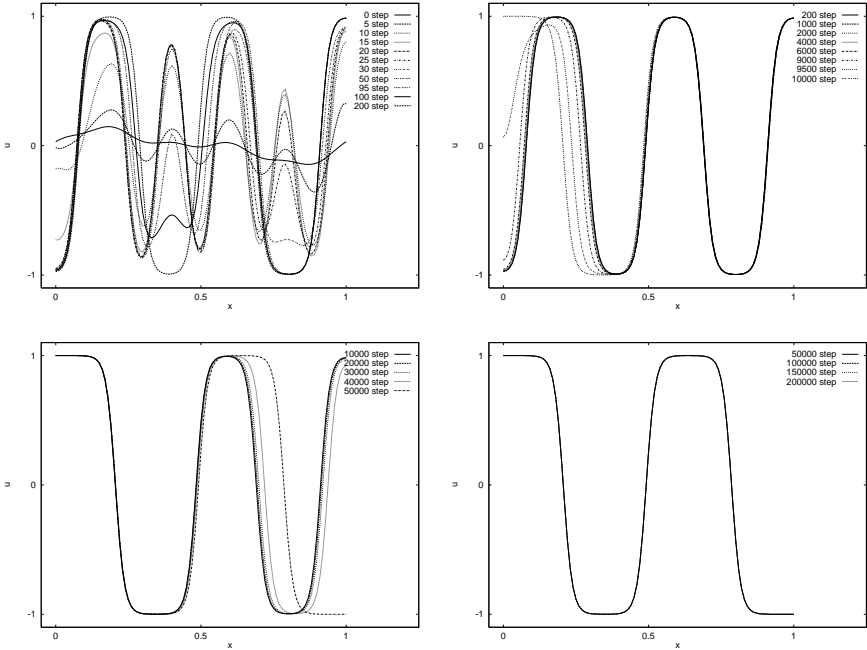 1
0
-1
u
0
0.5
1
x
0 step
5 step
10 step
15 step
20 step
25 step
30 step
50 step
95 step
100 step
200 step
1
0
-1
u
0
0.5
1
x
200 step
1000 step
2000 step
4000 step
6000 step
9000 step
9500 step
10000 step
1
0
-1
u
0
0.5
1
x
10000 step
20000 step
30000 step
40000 step
50000 step
1
0
-1
u
0
0.5
1
x
50000 step
100000 step
150000 step
200000 step